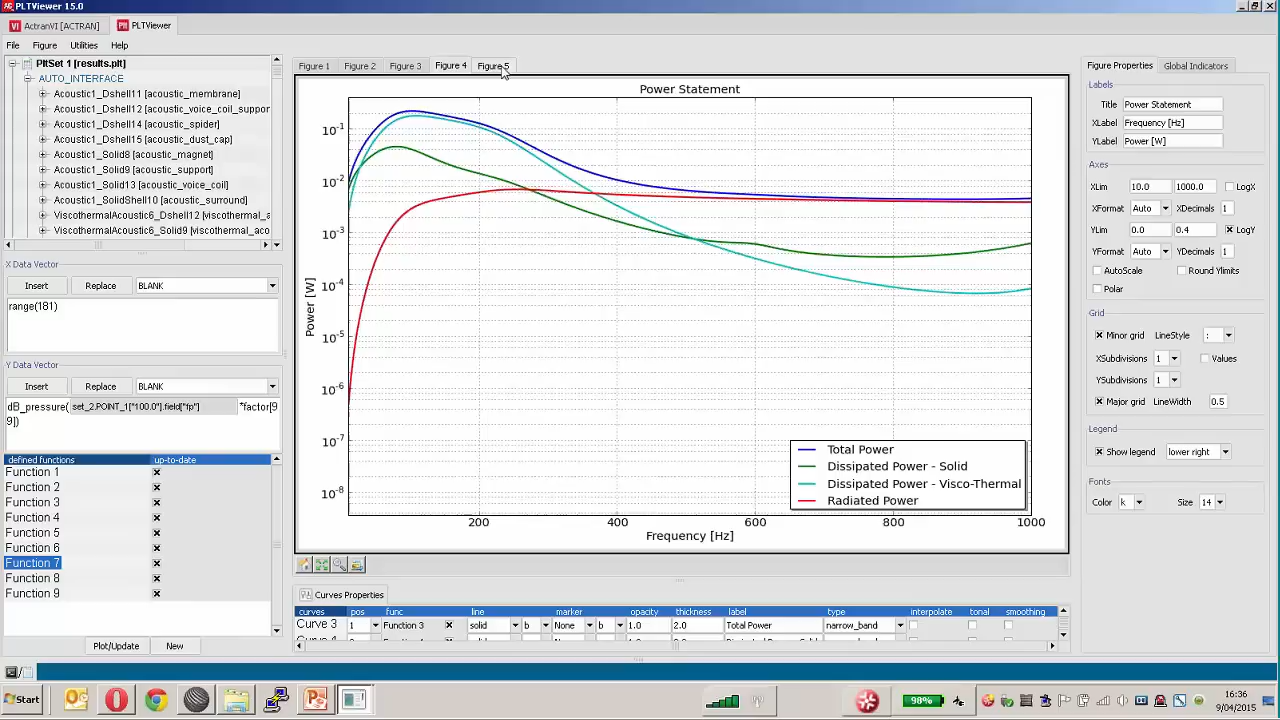 PLTViewer 15.0
ActranVI [ACTRAN]
PLTViewer
File Figure Utilities Help
PltSet 1 [results.plt]
AUTO_INTERFACE
Acoustic1_Dshell11 [acoustic_membrane]
Acoustic1_Dshell12 [acoustic_voice_coil_suppor
Acoustic1_Dshell14 [acoustic_spider]
Acoustic1_Dshell15 [acoustic_dust_cap]
Acoustic1_Solid8 [acoustic_magnet]
Acoustic1_Solid9 [acoustic_support]
Acoustic1_Solid13 [acoustic_voice_coil]
[acoustic_surround]
ViscothermalAcoustic6_Dshell12 [viscothermal_a
ViscothermalAcoustic6_Solid9 [viscothermal_aco
X Data Vector
Insert Replace BLANK
range(181)
Y Data Vector
Insert Replace BLANK
dB_pressure( set_2.POINT_1["100.0"].field["fp"] *factor[9
9])
defined functions up-to-date
Function 1
Function 2
Function 3
Function 4
Function 5
Function 6
Function 7
Function 8
Function 9
Plot/Update New
Figure 1 Figure 2 Figure 3 Figure 4 Figure 5
Power Statement
Power [W]
10-1
10-2
10-3
10-4
10-5
10-6
10-7
10-8
200 400 600 800 1000
Frequency [Hz]
Total Power
Dissipated Power - Solid
Dissipated Power - Visco-Thermal
Radiated Power
Curves Properties
curves pos func line marker opacity thickness label type interpolate tonal smoothing
Curve 3 1 Function 3 solid b None b 1.0 2.0 Total Power narrow_band
Figure Properties Global Indicators
Labels
Power Statement
Label Frequency [Hz]
YLabel Power [W]
Axes
10.0 1000.0 LogX
XFormat Auto XDecimals 1
0.0 0.4 LogY
YFormat Auto YDecimals 1
AutoScale Round Ylimits
Polar
Grid
Minor grid LineStyle :
XSubdivisions 1 Values
YSubdivisions 1
Major grid LineWidth 0.5
Legend
Show legend lower right
Fonts
Color k Size 14
Start
98%
16:36
9/04/2015